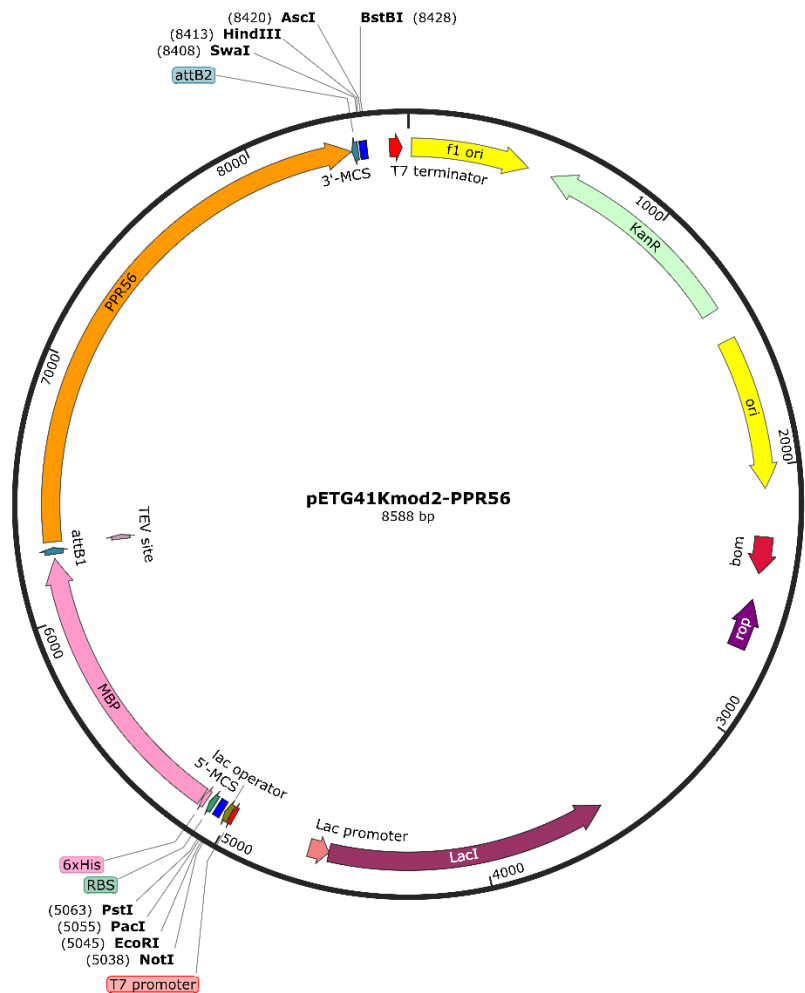 (8420) AscI
BstBI (8428)
(8413) HindIII
(8408) SwaI
attB2
8000
3'-MCS
T7 terminator
f1 ori
1000
KanR
PPR56
7000
ori
2000
pETG41Kmod2-PPR56
8588 bp
TEV site
attB1
bom
rop
6000
MBP
3000
lac operator
5'-MCS
5000
Lac promoter
LacI
4000
6xHis
RBS
(5063) PstI
(5055) PacI
(5045) EcoRI
(5038) NotI
T7 promoter